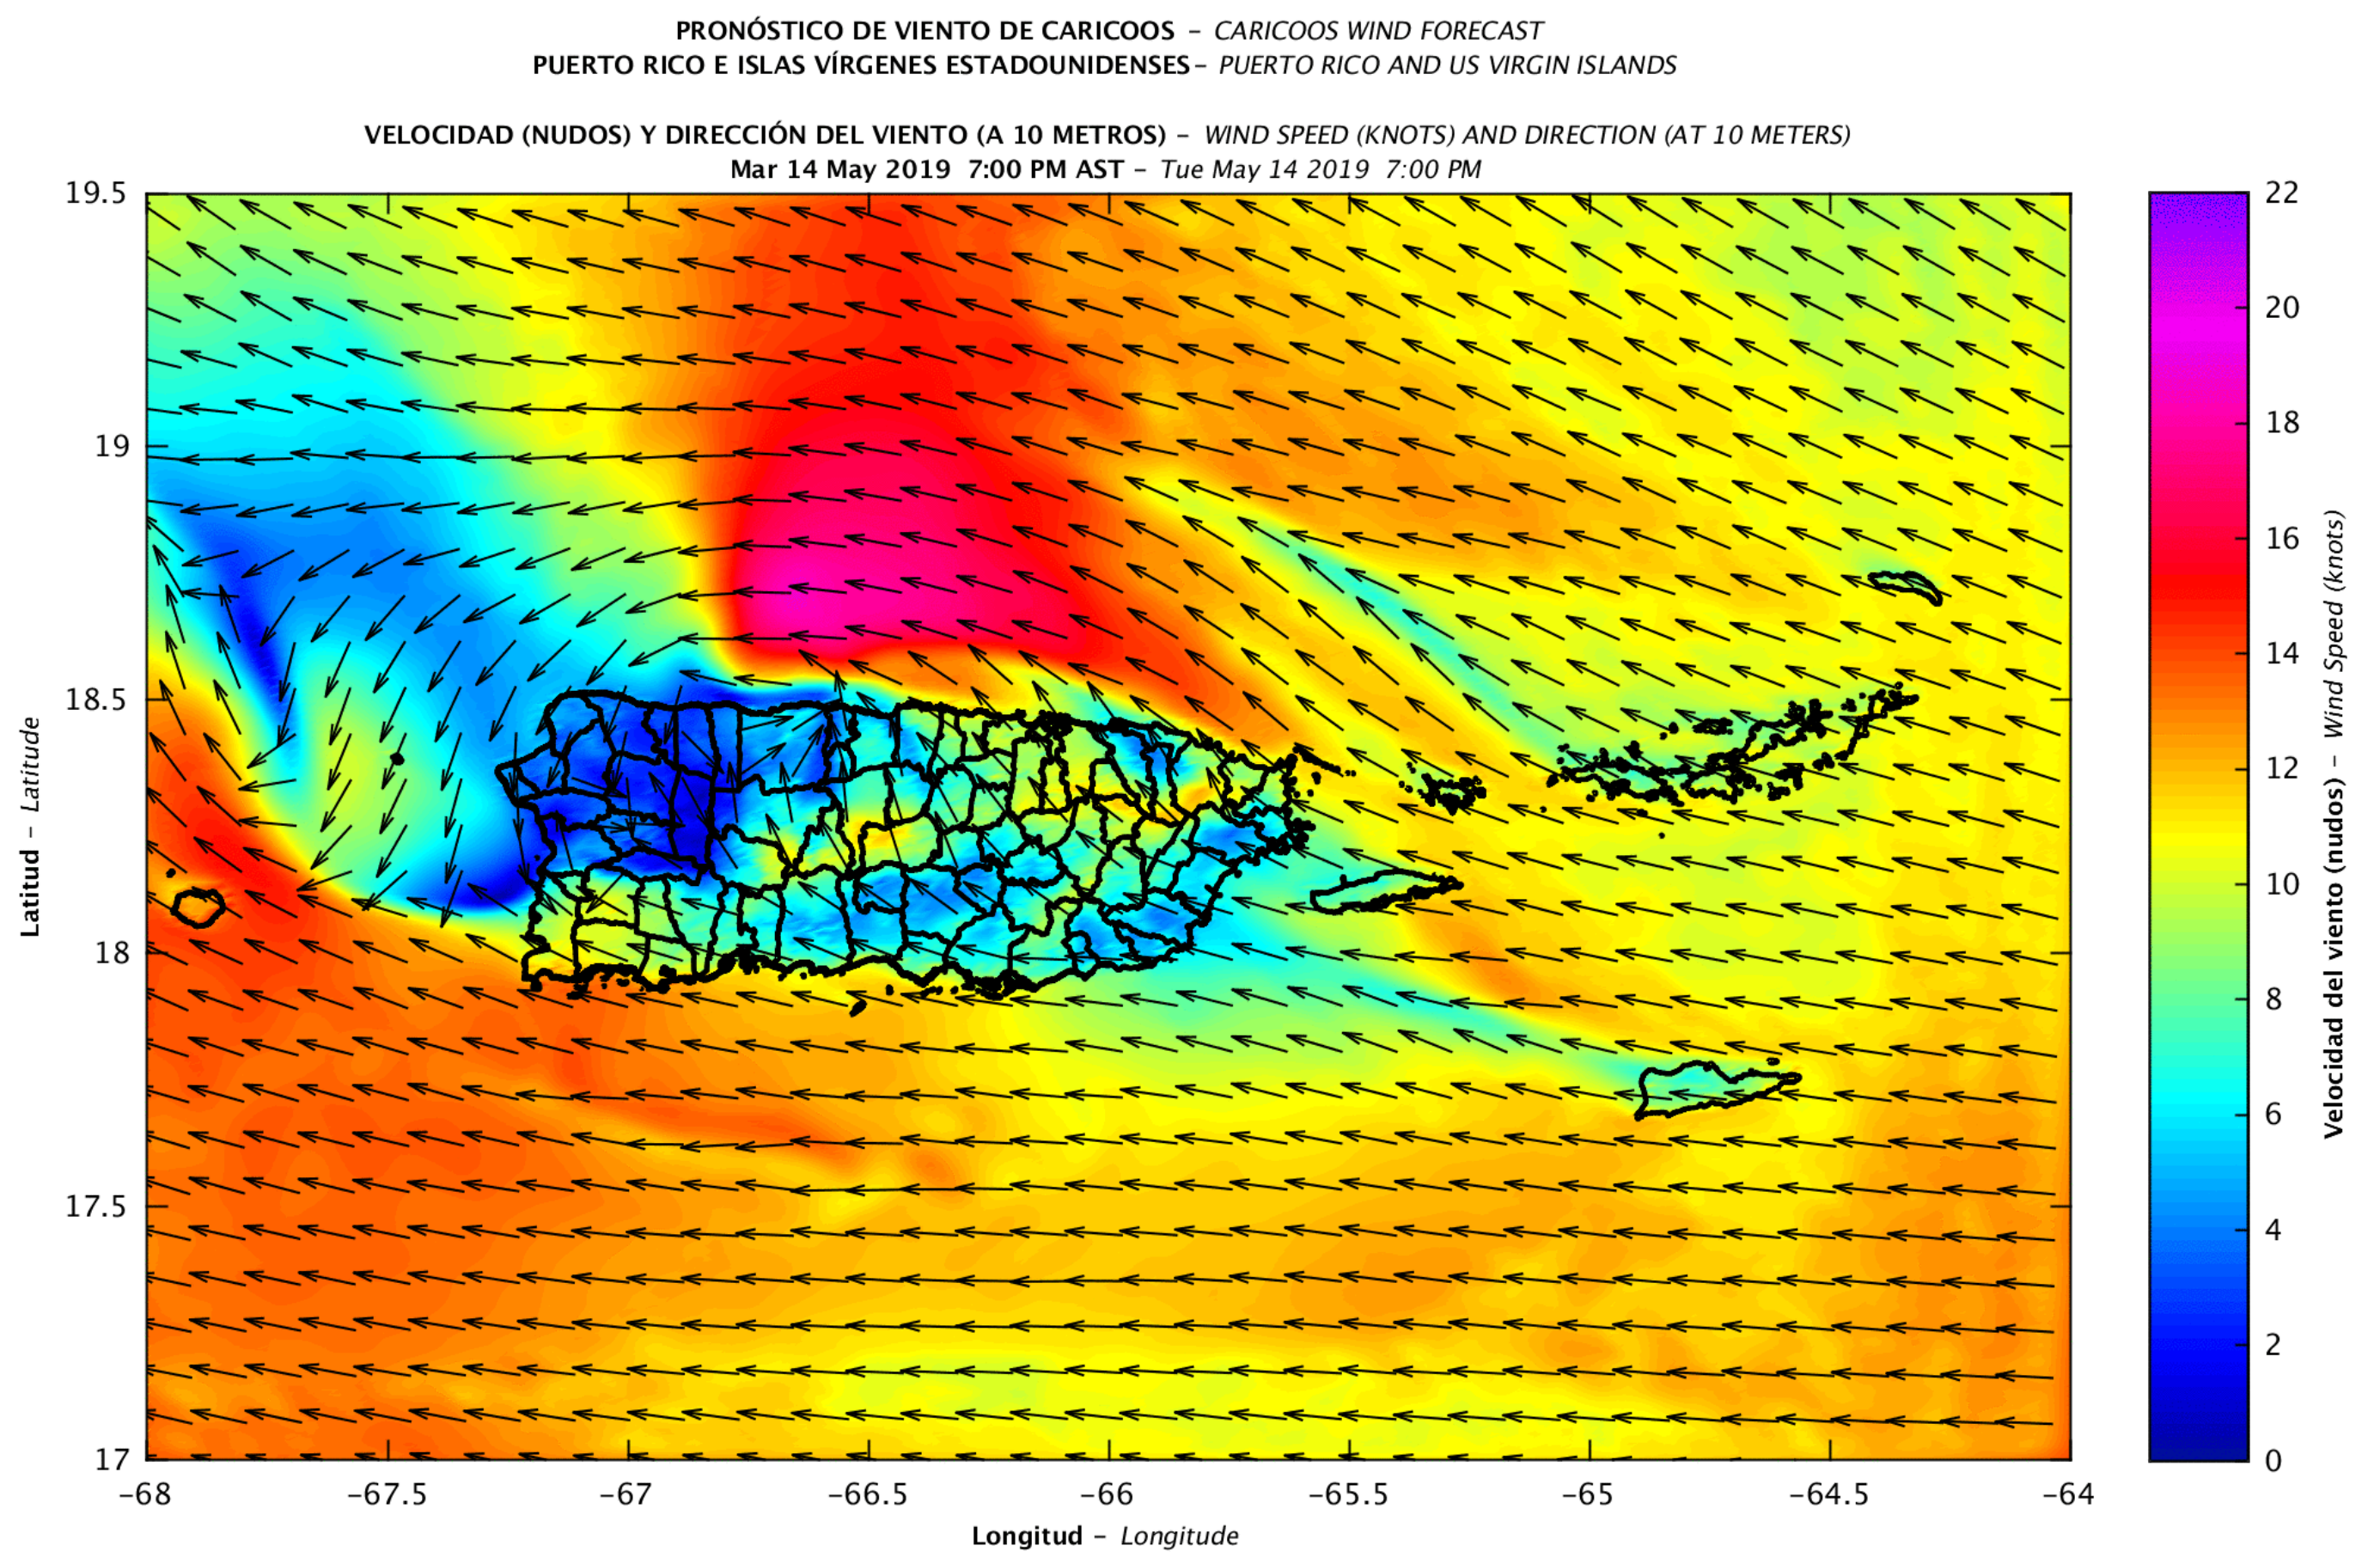 PRONÓSTICO DE VIENTO DE CARICOOS – CARICOOS WIND FORECAST
PUERTO RICO E ISLAS VÍRGENES ESTADOUNIDENSES – PUERTO RICO AND US VIRGIN ISLANDS
VELOCIDAD (NUDOS) Y DIRECCIÓN DEL VIENTO (A 10 METROS) – WIND SPEED (KNOTS) AND DIRECTION (AT 10 METERS)
Mar 14 May 2019 7:00 PM AST – Tue May 14 2019 7:00 PM
Latitud – Latitude
19.5
19
18.5
18
17.5
17
−68 −67.5 −67 −66.5 −66 −65.5 −65 −64.5 −64
Longitud – Longitude
22
20
18
16
14
12
10
8
6
4
2
0
Velocidad del viento (nudos) – Wind Speed (knots)